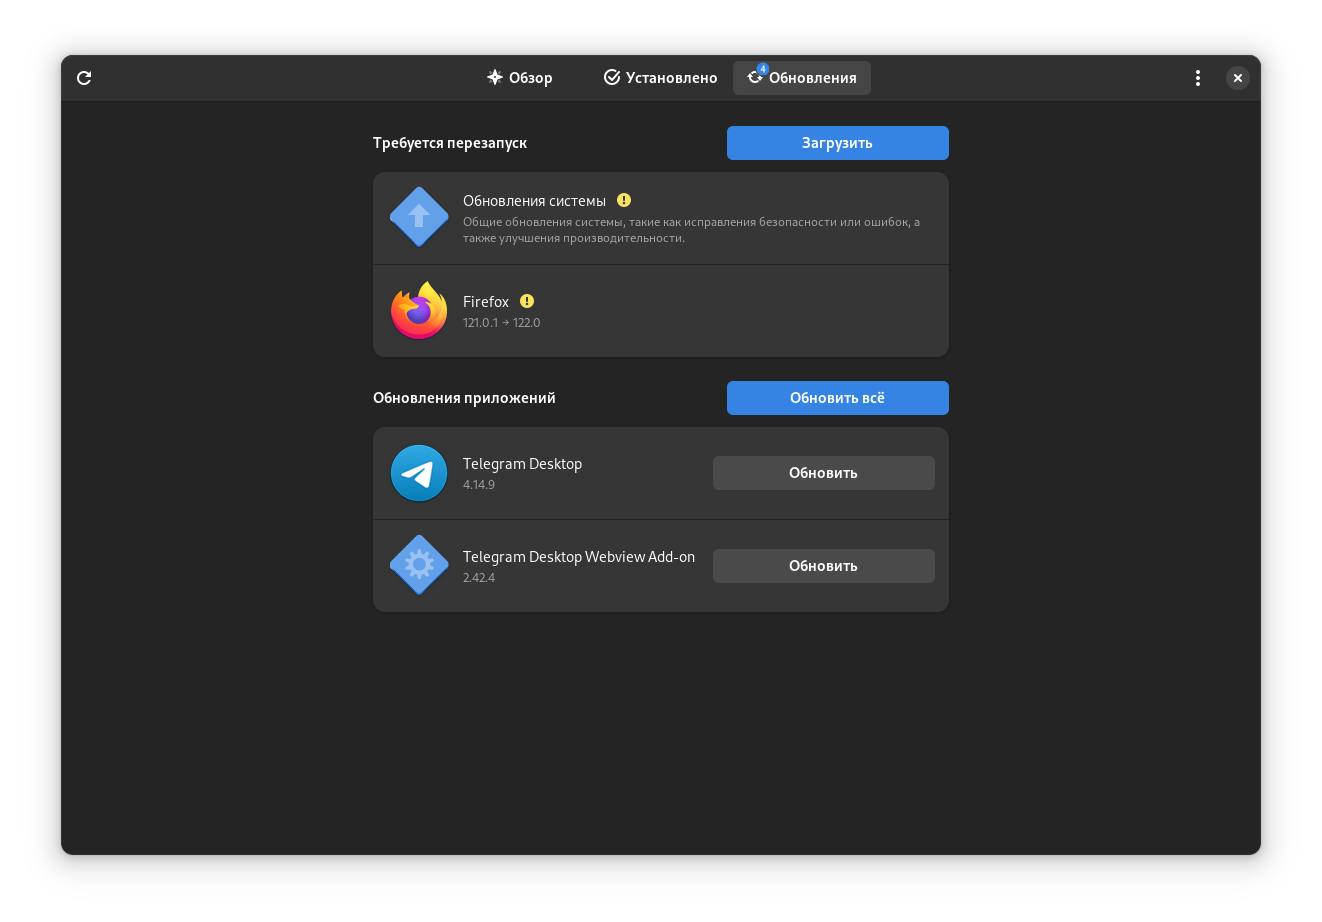 Обзор
Установлено
4
Обновления
Требуется перезапуск
Загрузить
Обновления системы
Общие обновления системы, такие как исправления безопасности или ошибок, а
также улучшения производительности.
Firefox
121.0.1 → 122.0
Обновления приложений
Обновить всё
Telegram Desktop
4.14.9
Обновить
Telegram Desktop Webview Add-on
2.42.4
Обновить